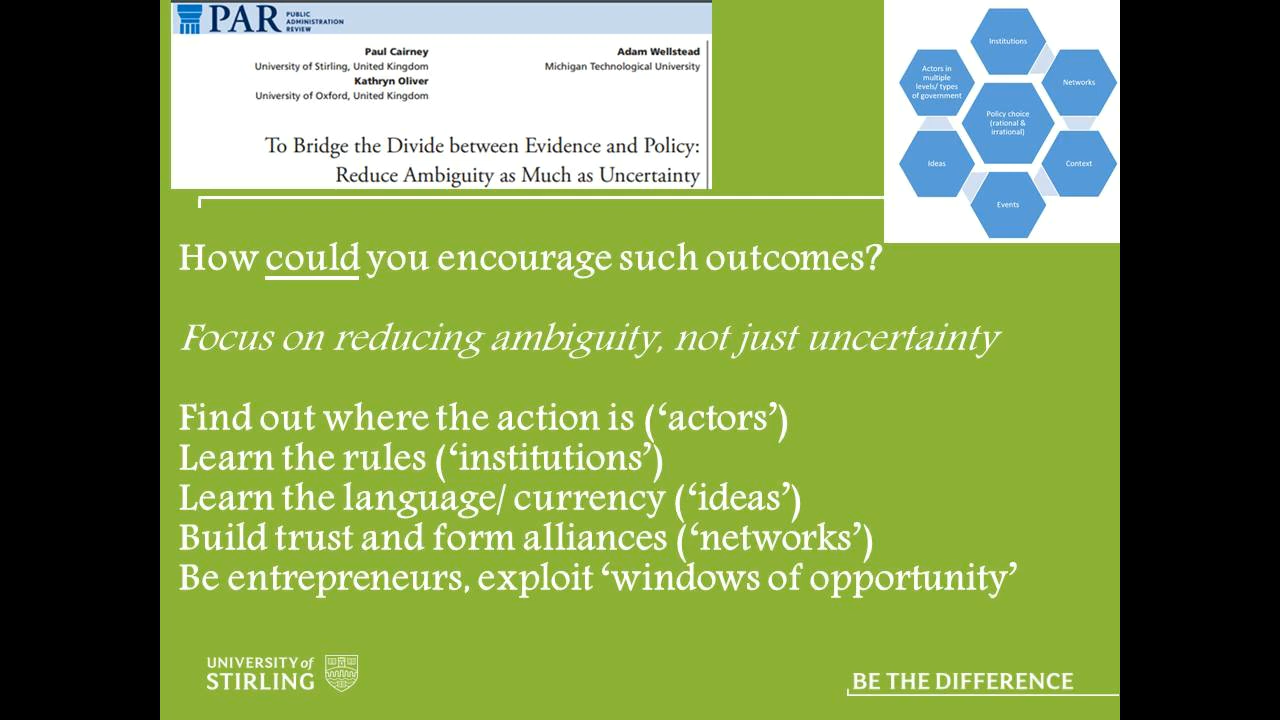 PAR PUBLIC
ADMINISTRATION
REVIEW
Paul Cairney
University of Stirling, United Kingdom
Kathryn Oliver
University of Oxford, United Kingdom
Adam Wellstead
Michigan Technological University
To Bridge the Divide between Evidence and Policy:
Reduce Ambiguity as Much as Uncertainty
Institutions
Actors in
multiple
levels/ types
of government
Networks
Policy choice
(rational &
irrational)
Ideas
Context
Events
How could you encourage such outcomes?
Focus on reducing ambiguity, not just uncertainty
Find out where the action is (‘actors’)
Learn the rules (‘institutions’)
Learn the language/ currency (‘ideas’)
Build trust and form alliances (‘networks’)
Be entrepreneurs, exploit ‘windows of opportunity’
UNIVERSITY of
STIRLING
BE THE DIFFERENCE